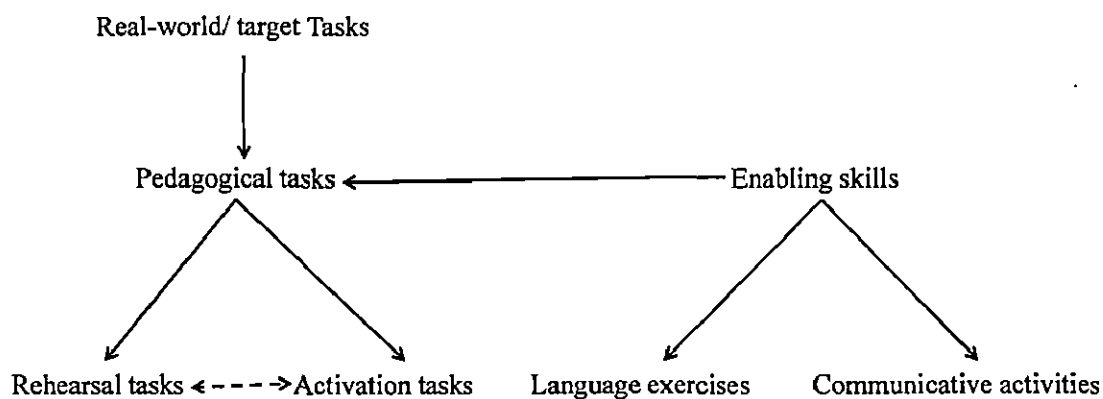 Real-world/ target Tasks
Pedagogical tasks
Enabling skills
Rehearsal tasks
Activation tasks
Language exercises
Communicative activities